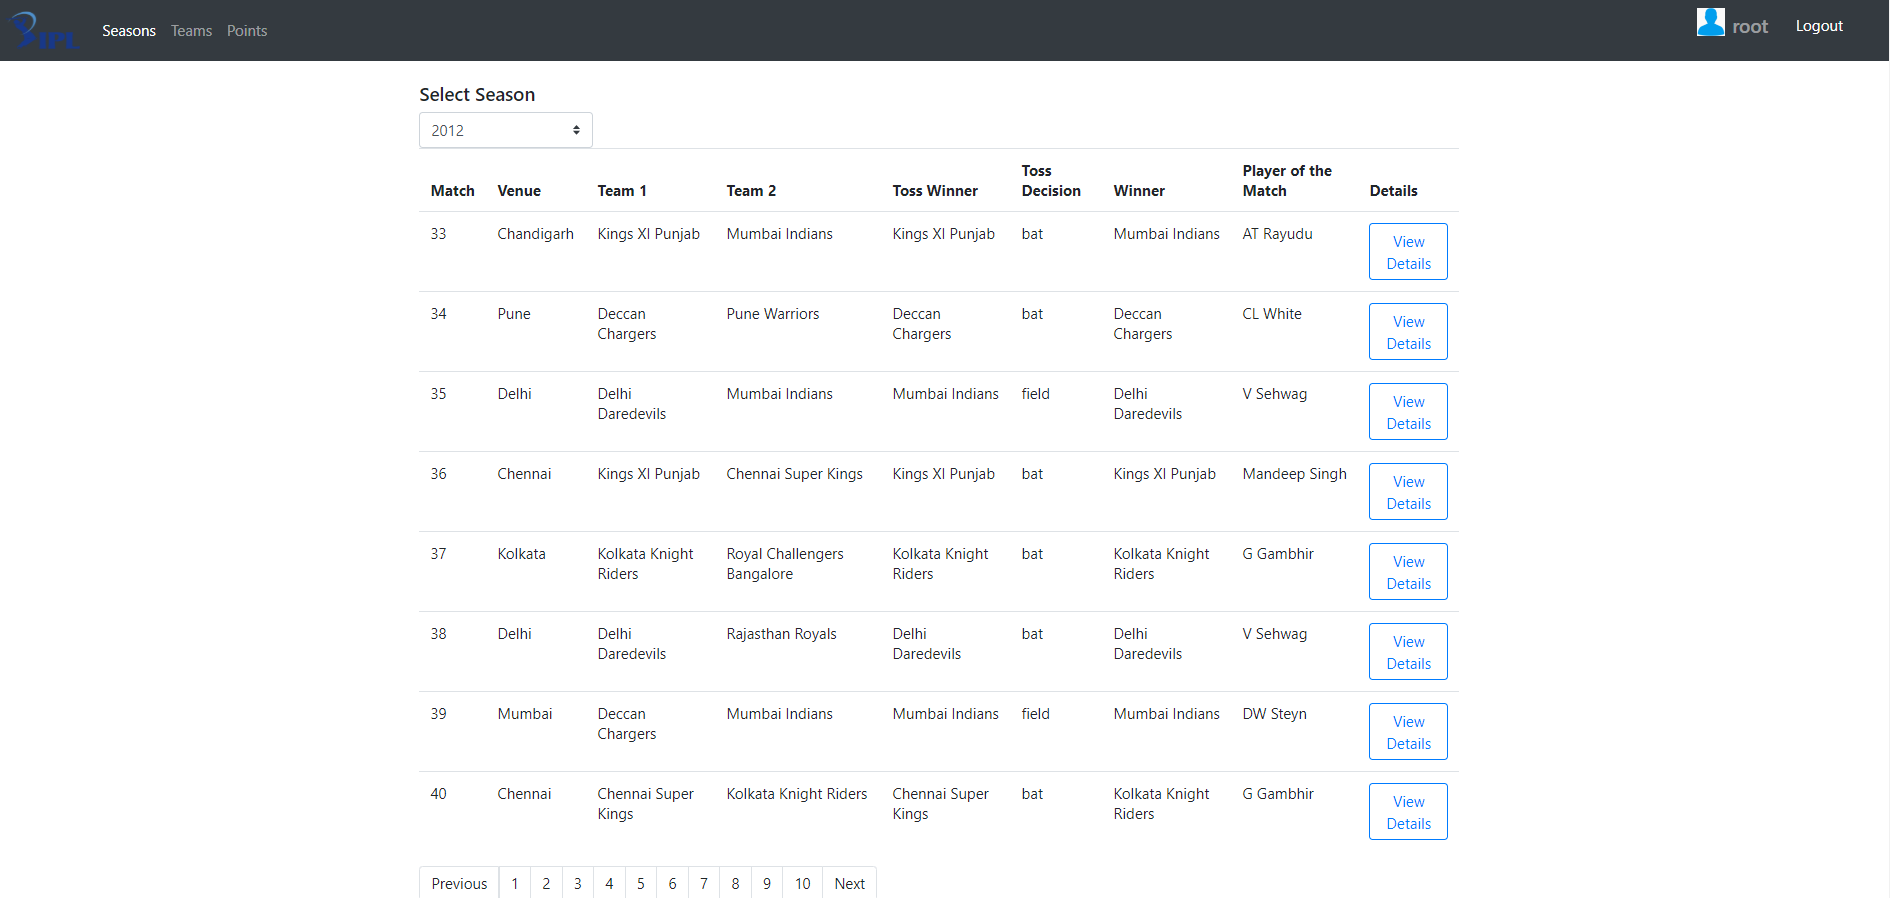 IPL
Seasons Teams Points root Logout
Select Season
2012
Match Venue Team 1 Team 2 Toss Winner Toss Decision Winner Player of the Match Details
33 Chandigarh Kings XI Punjab Mumbai Indians Kings XI Punjab bat Mumbai Indians AT Rayudu View Details
34 Pune Deccan Chargers Pune Warriors Deccan Chargers bat Deccan Chargers CL White View Details
35 Delhi Delhi Daredevils Mumbai Indians Mumbai Indians field Delhi Daredevils V Sehwag View Details
36 Chennai Kings XI Punjab Chennai Super Kings Kings XI Punjab bat Kings XI Punjab Mandeep Singh View Details
37 Kolkata Kolkata Knight Riders Royal Challengers Bangalore Kolkata Knight Riders bat Kolkata Knight Riders G Gambhir View Details
38 Delhi Delhi Daredevils Rajasthan Royals Delhi Daredevils bat Delhi Daredevils V Sehwag View Details
39 Mumbai Deccan Chargers Mumbai Indians Mumbai Indians field Mumbai Indians DW Steyn View Details
40 Chennai Chennai Super Kings Kolkata Knight Riders Chennai Super Kings bat Kolkata Knight Riders G Gambhir View Details
Previous 1 2 3 4 5 6 7 8 9 10 Next